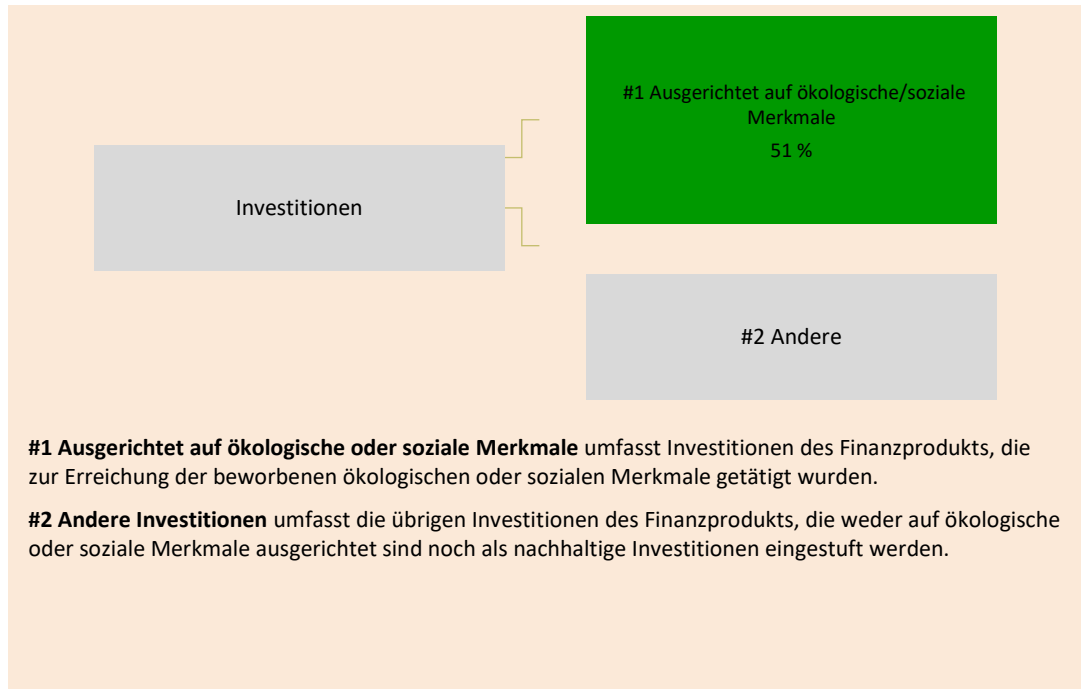 #1 Ausgerichtet auf ökologische/soziale
Merkmale
51 %
Investitionen
#2 Andere
#1 Ausgerichtet auf ökologische oder soziale Merkmale umfasst Investitionen des Finanzprodukts, die
zur Erreichung der beworbenen ökologischen oder sozialen Merkmale getätigt wurden.
#2 Andere Investitionen umfasst die übrigen Investitionen des Finanzprodukts, die weder auf ökologische
oder soziale Merkmale ausgerichtet sind noch als nachhaltige Investitionen eingestuft werden.